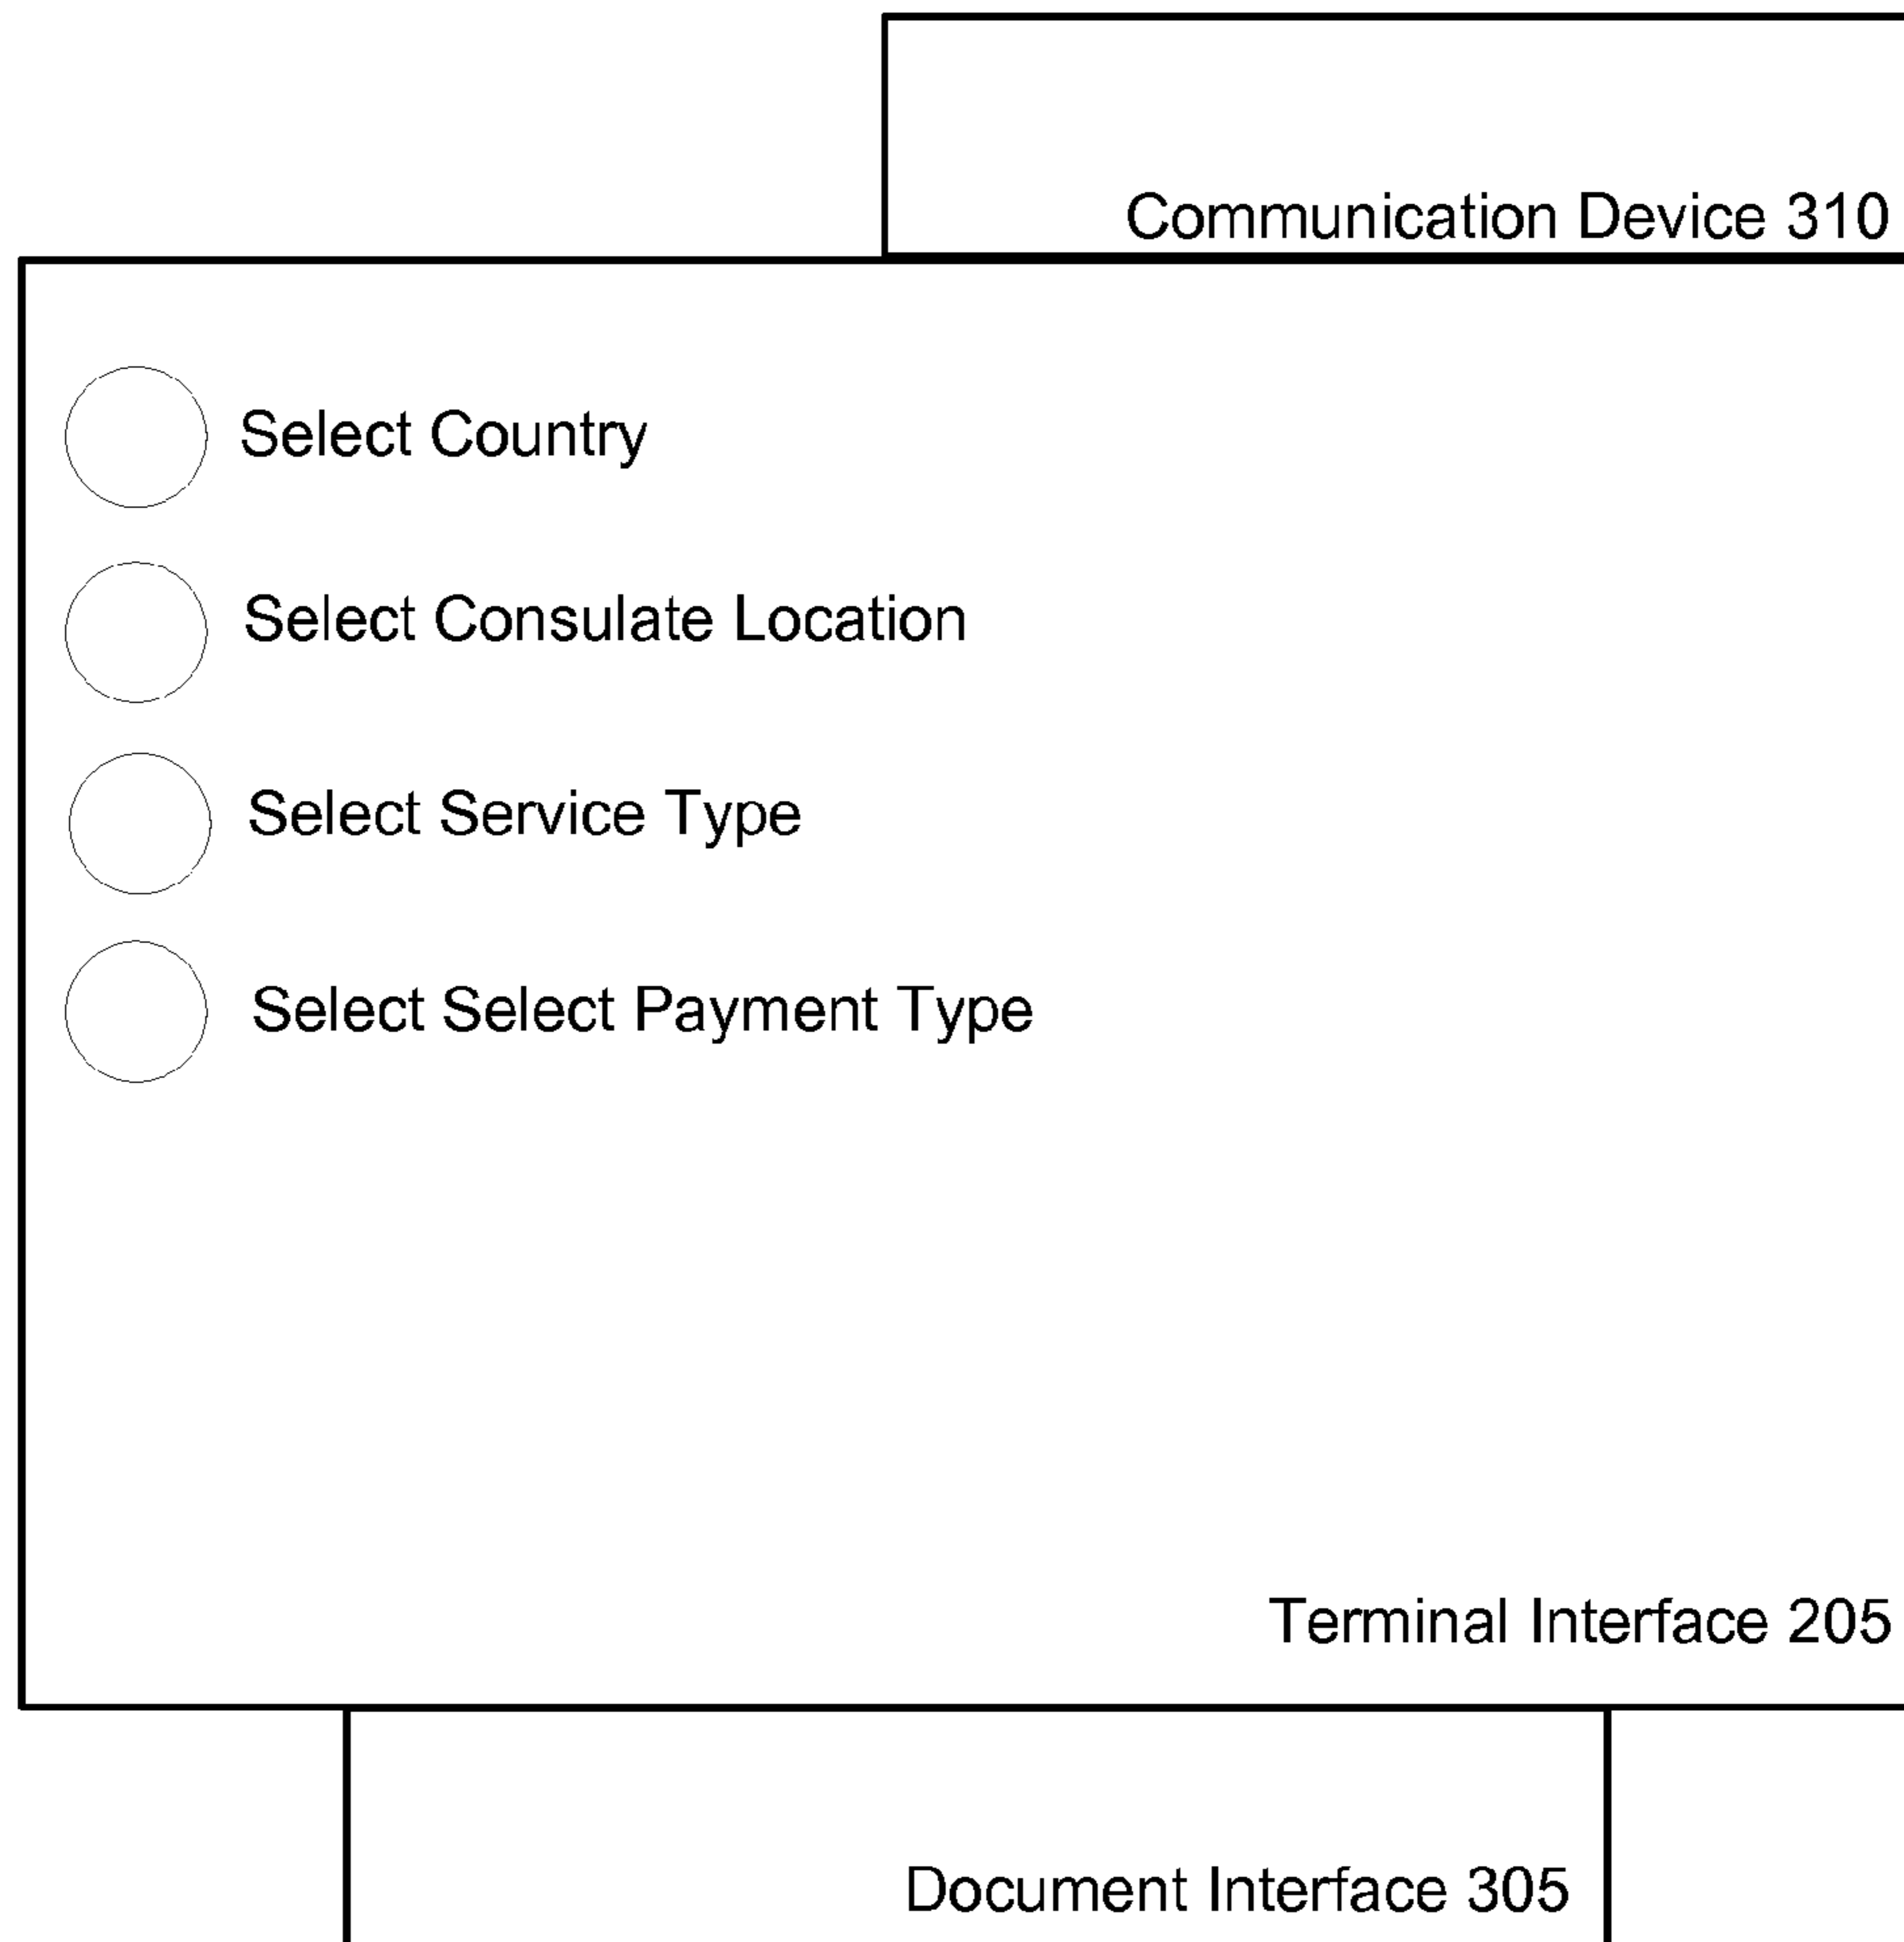 Communication Device 310
Select Country
Select Consulate Location
Select Service Type
Select Select Payment Type
Terminal Interface 205
Document Interface 305